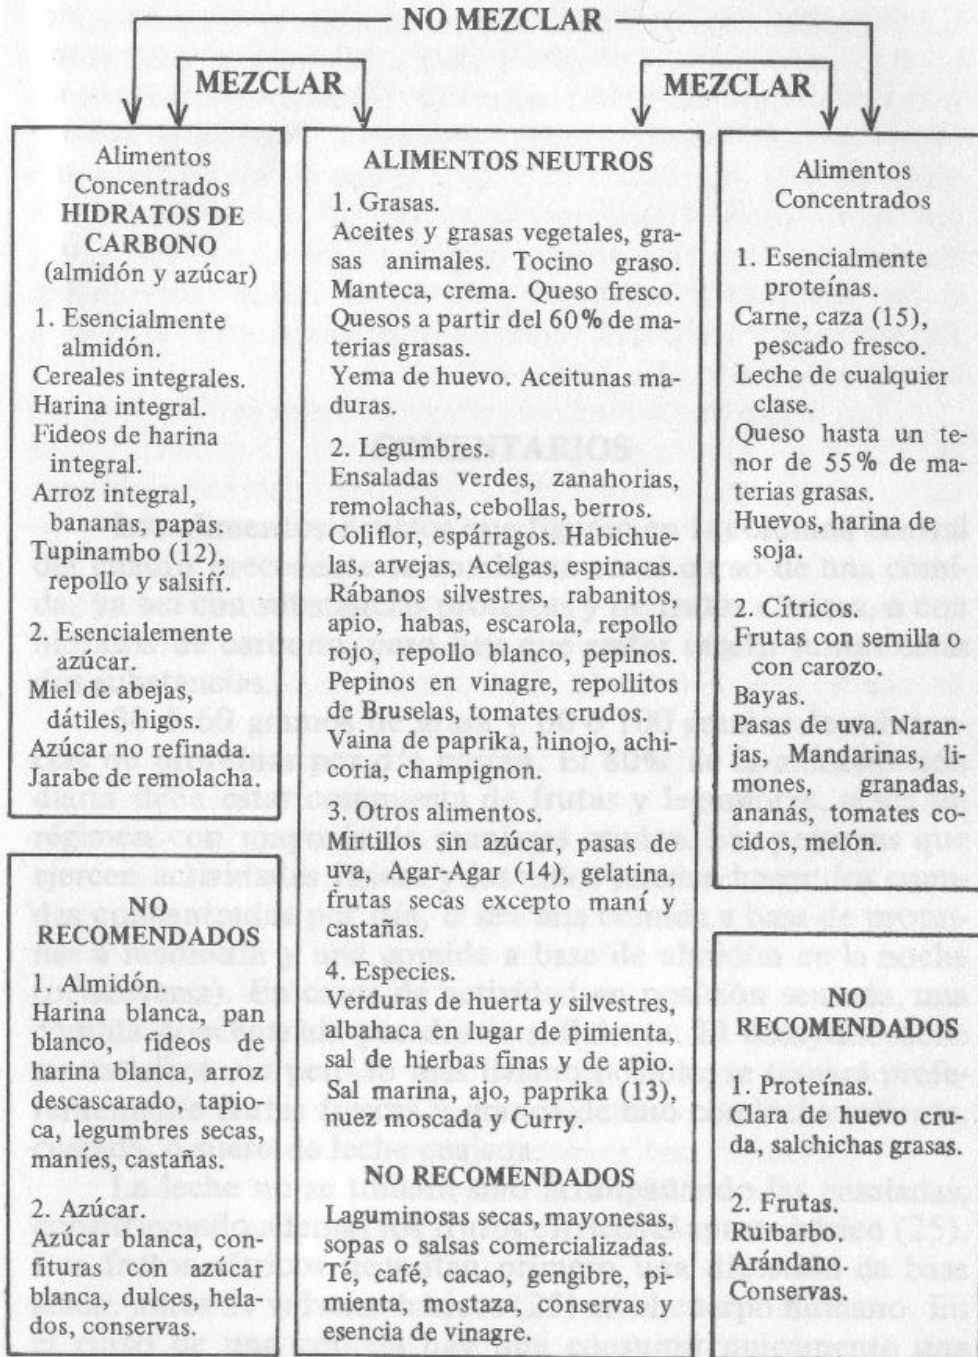 NO MEZCLAR
MEZCLAR
MEZCLAR
Alimentos
Concentrados
HIDRATOS DE
CARBONO
(almidón y azúcar)
1. Esencialmente
almidón.
Cereales integrales.
Harina integral.
Fideos de harina
integral.
Arroz integral,
bananas, papas.
Tupinambo (12),
repollo y salsifí.
2. Esencialemente
azúcar.
Miel de abejas,
dátiles, higos.
Azúcar no refinada.
Jarabe de remolacha.
NO
RECOMENDADOS
1. Almidón.
Harina blanca, pan
blanco, fideos de
harina blanca, arroz
descascarado, tapio-
ca, legumbres secas,
maníes, castañas.
2. Azúcar.
Azúcar blanca, con-
fituras con azúcar
blanca, dulces, hela-
dos, conservas.
ALIMENTOS NEUTROS
1. Grasas.
Aceites y grasas vegetales, gra-
sas animales. Tocino graso.
Manteca, crema. Queso fresco.
Quesos a partir del 60% de ma-
terias grasas.
Yema de huevo. Aceitunas ma-
duras.
2. Legumbres.
Ensaladas verdes, zanahorias,
remolachas, cebollas, berros.
Coliflor, espárragos. Habichue-
las, arvejas, Acelgas, espinacas.
Rábanos silvestres, rabanitos,
apio, habas, escarola, repollo
rojo, repollo blanco, pepinos.
Pepinos en vinagre, repollitos
de Bruselas, tomates crudos.
Vaina de paprika, hinojo, achi-
coria, champignon.
3. Otros alimentos.
Mirtillos sin azúcar, pasas de
uva, Agar-Agar (14), gelatina,
frutas secas excepto maní y
castañas.
4. Especies.
Verduras de huerta y silvestres,
albahaca en lugar de pimienta,
sal de hierbas finas y de apio.
Sal marina, ajo, paprika (13),
nuez moscada y Curry.
NO RECOMENDADOS
Laguminosas secas, mayonesas,
sopas o salsas comercializadas.
Té, café, cacao, gengibre, pi-
mienta, mostaza, conservas y
esencia de vinagre.
Alimentos
Concentrados
1. Esencialmente
proteínas.
Carne, caza (15),
pescado fresco.
Leche de cualquier
clase.
Queso hasta un te-
nor de 55% de ma-
terias grasas.
Huevos, harina de
soja.
2. Cítricos.
Frutas con semilla o
con carozo.
Bayas.
Pasas de uva. Naran-
jas, Mandarinas, li-
mones, granadas,
ananás, tomates co-
cidos, melón.
NO
RECOMENDADOS
1. Proteínas.
Clara de huevo cru-
da, salchichas grasas.
2. Frutas.
Ruibarbo.
Arándano.
Conservas.